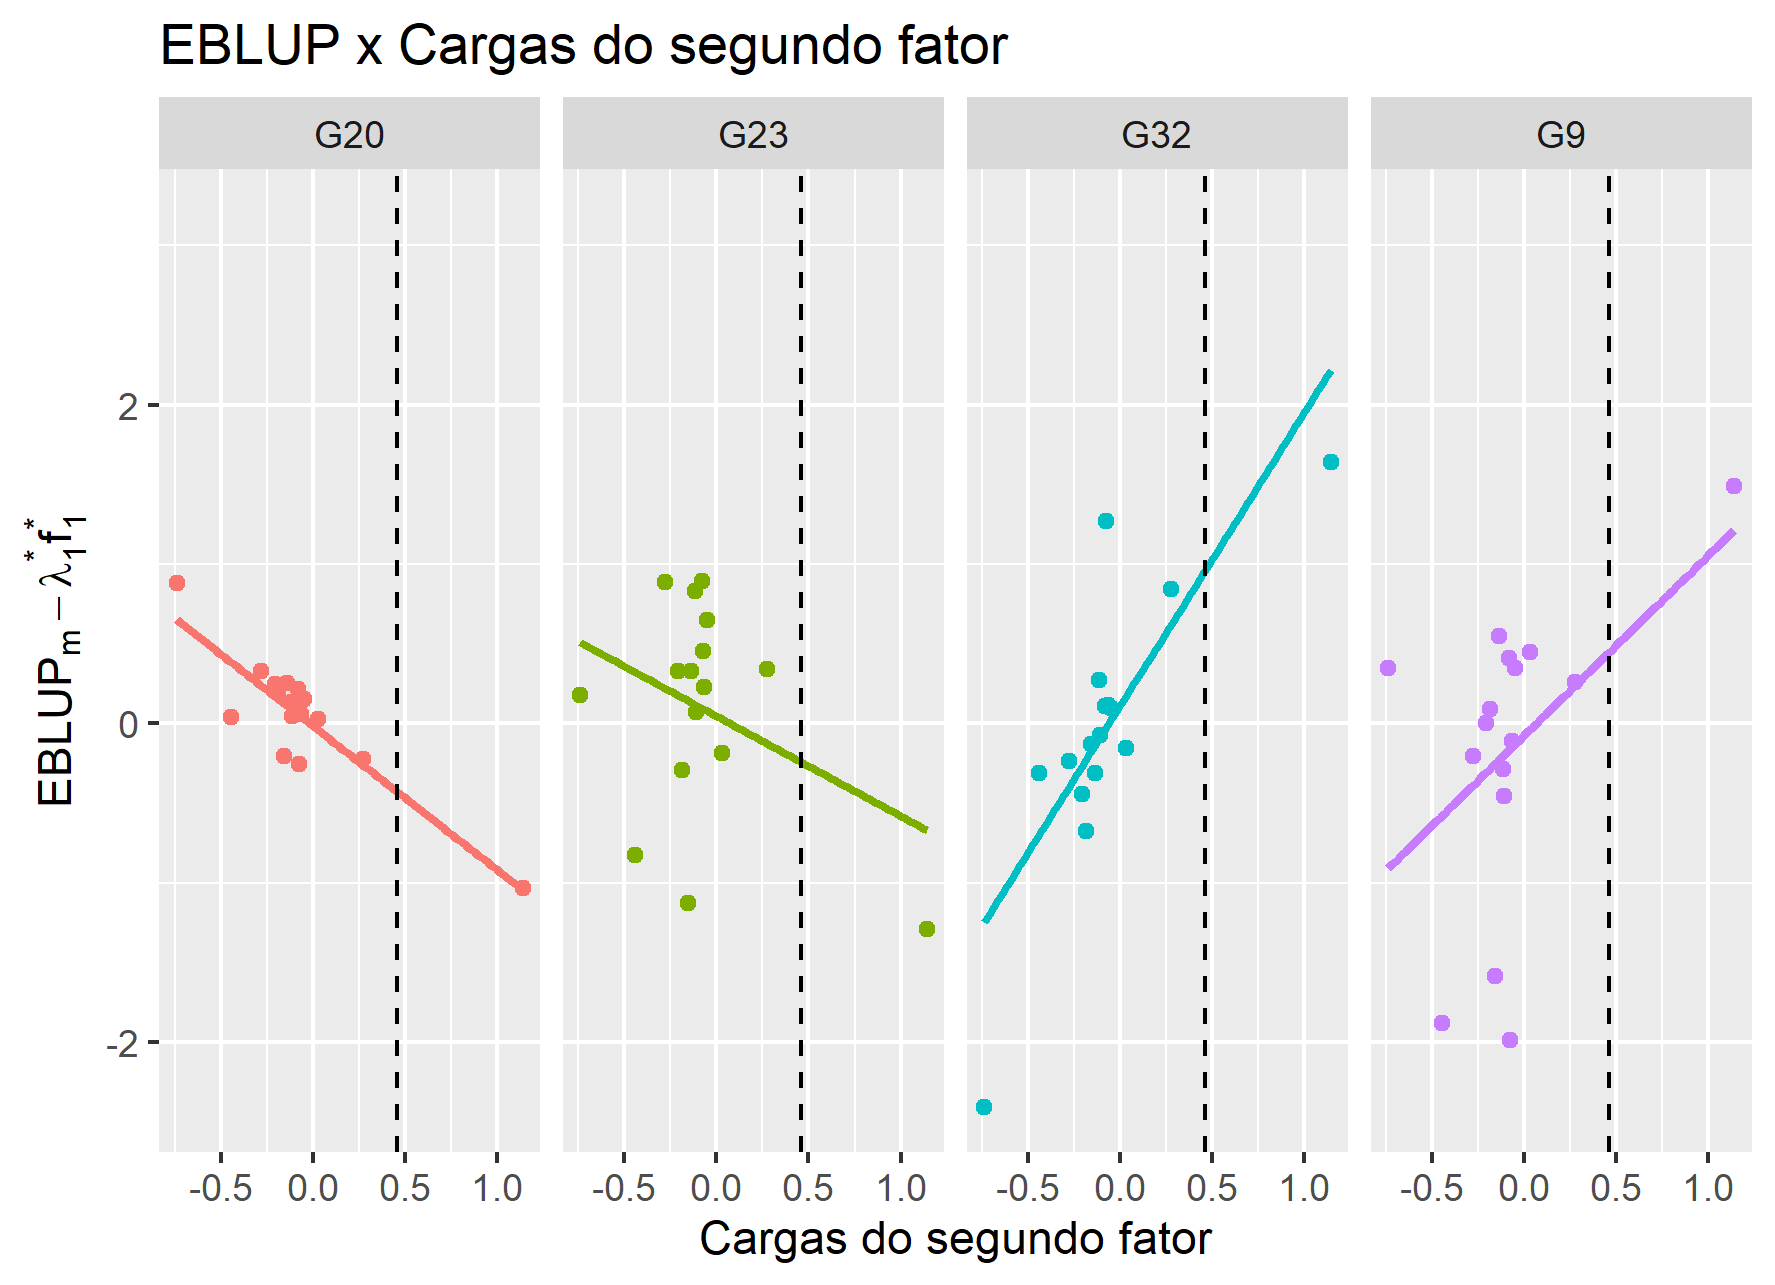 EBLUP x Cargas do segundo fator
G20 G23 G32 G9
EBLUPm − λ*1f*1
2
0
-2
-0.5 0.0 0.5 1.0 -0.5 0.0 0.5 1.0 -0.5 0.0 0.5 1.0 -0.5 0.0 0.5 1.0
Cargas do segundo fator